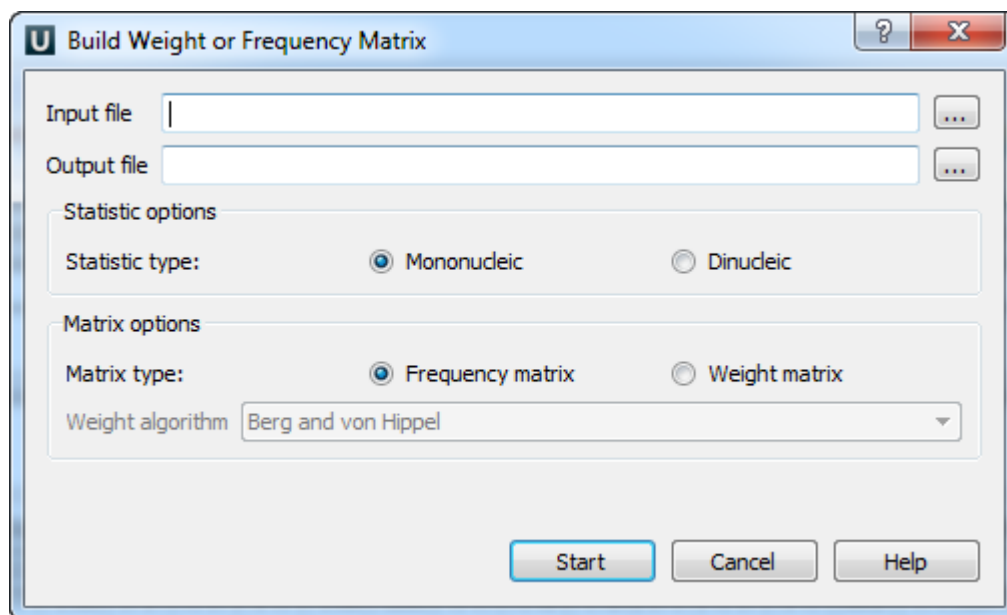 U Build Weight or Frequency Matrix ? X
Input file ...
Output file ...
Statistic options
Statistic type: Mononucleic Dinucleic
Matrix options
Matrix type: Frequency matrix Weight matrix
Weight algorithm Berg and von Hippel
Start Cancel Help